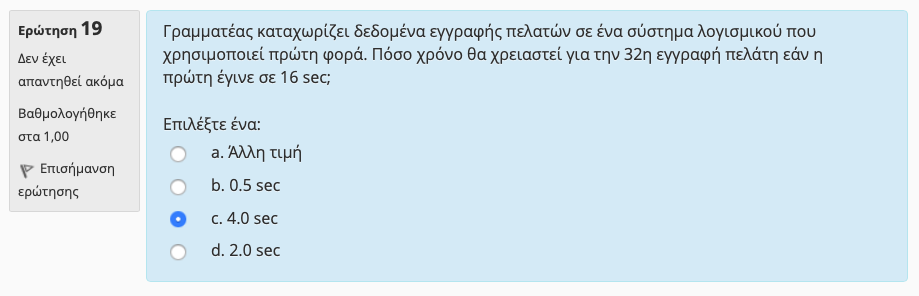 Ερώτηση 19
Δεν έχει
απαντηθεί ακόμα
Βαθμολογήθηκε
στα 1,00
Επισήμανση
ερώτησης
Γραμματέας καταχωρίζει δεδομένα εγγραφής πελατών σε ένα σύστημα λογισμικού που
χρησιμοποιεί πρώτη φορά. Πόσο χρόνο θα χρειαστεί για την 32η εγγραφή πελάτη εάν η
πρώτη έγινε σε 16 sec;
Επιλέξτε ένα:
a. Άλλη τιμή
b. 0.5 sec
c. 4.0 sec
d. 2.0 sec